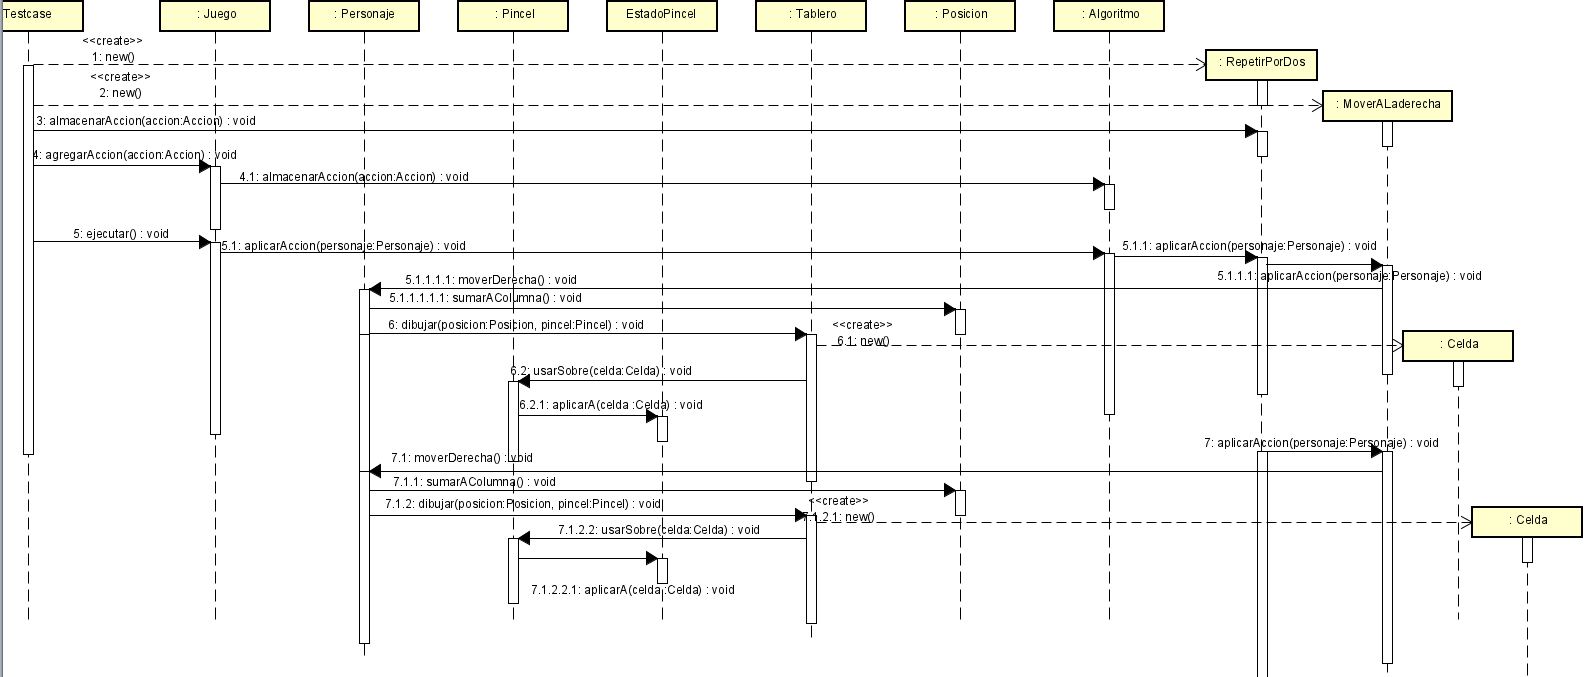 Testcase
: Juego
: Personaje
: Pincel
EstadoPincel
: Tablero
: Posicion
: Algoritmo
<<create>>
1: new()
: RepetirPorDos
<<create>>
2: new()
: MoverALaderecha
3: almacenarAccion(accion:Accion) : void
4: agregarAccion(accion:Accion) : void
4.1: almacenarAccion(accion:Accion) : void
5: ejecutar() : void
5.1: aplicarAccion(personaje:Personaje) : void
5.1.1: aplicarAccion(personaje:Personaje) : void
5.1.1.1: aplicarAccion(personaje:Personaje) : void
5.1.1.1.1: moverDerecha() : void
5.1.1.1.1.1: sumarAColumna() : void
6: dibujar(posicion:Posicion, pincel:Pincel) : void
<<create>>
6.1: new()
: Celda
6.2: usarSobre(celda:Celda) : void
6.2.1: aplicarA(celda :Celda) : void
7: aplicarAccion(personaje:Personaje) : void
7.1: moverDerecha() : void
7.1.1: sumarAColumna() : void
7.1.2: dibujar(posicion:Posicion, pincel:Pincel) : void
<<create>>
7.1.2.1: new()
: Celda
7.1.2.2: usarSobre(celda:Celda) : void
7.1.2.2.1: aplicarA(celda :Celda) : void